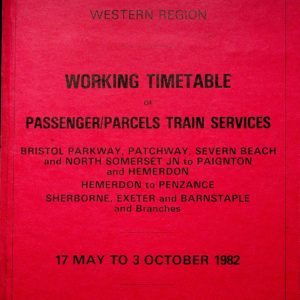 WESTERN REGION
WORKING TIMETABLE
OF
PASSENGER/PARCELS TRAIN SERVICES
BRISTOL PARKWAY, PATCHWAY, SEVERN BEACH
and NORTH SOMERSET JN to PAIGNTON
and HEMERDON
HEMERDON to PENZANCE
SHERBORNE, EXETER and BARNSTAPLE
and Branches
17 MAY TO 3 OCTOBER 1982